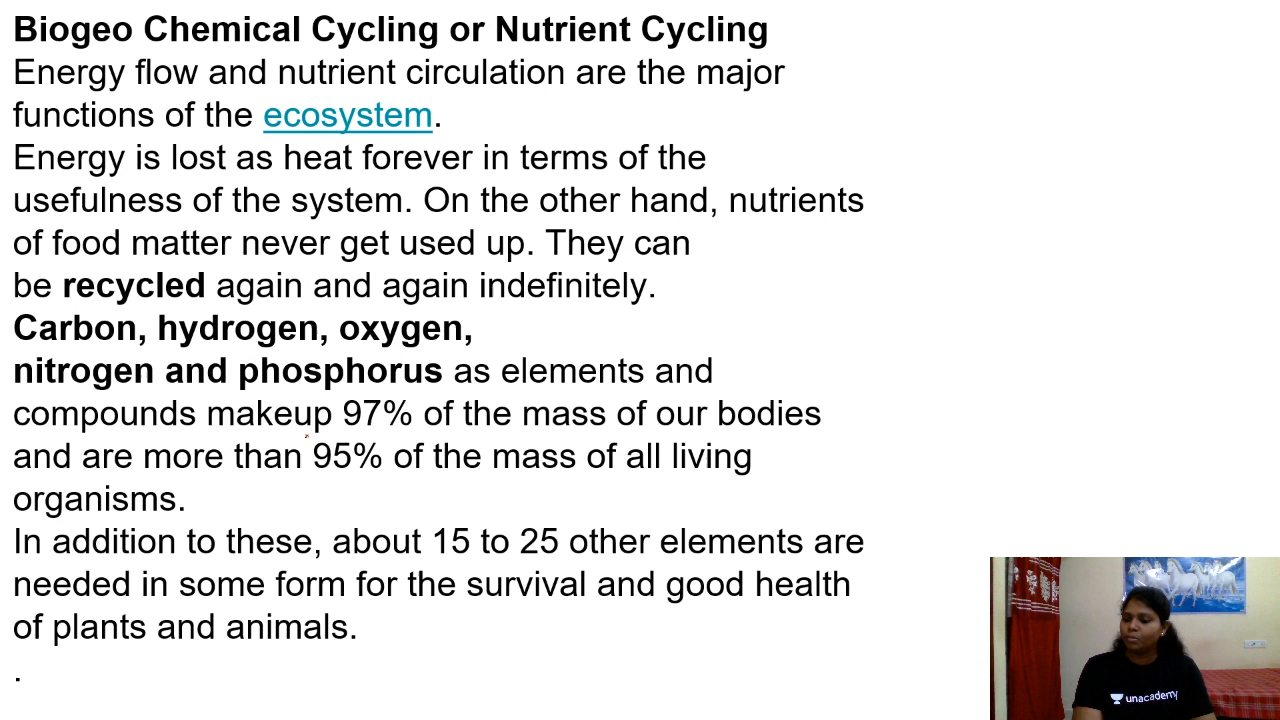 Biogeo Chemical Cycling or Nutrient Cycling
Energy flow and nutrient circulation are the major
functions of the ecosystem.
Energy is lost as heat forever in terms of the
usefulness of the system. On the other hand, nutrients
of food matter never get used up. They can
be recycled again and again indefinitely.
Carbon, hydrogen, oxygen,
nitrogen and phosphorus as elements and
compounds makeup 97% of the mass of our bodies
and are more than 95% of the mass of all living
organisms.
In addition to these, about 15 to 25 other elements are
needed in some form for the survival and good health
of plants and animals.
.
unacademy